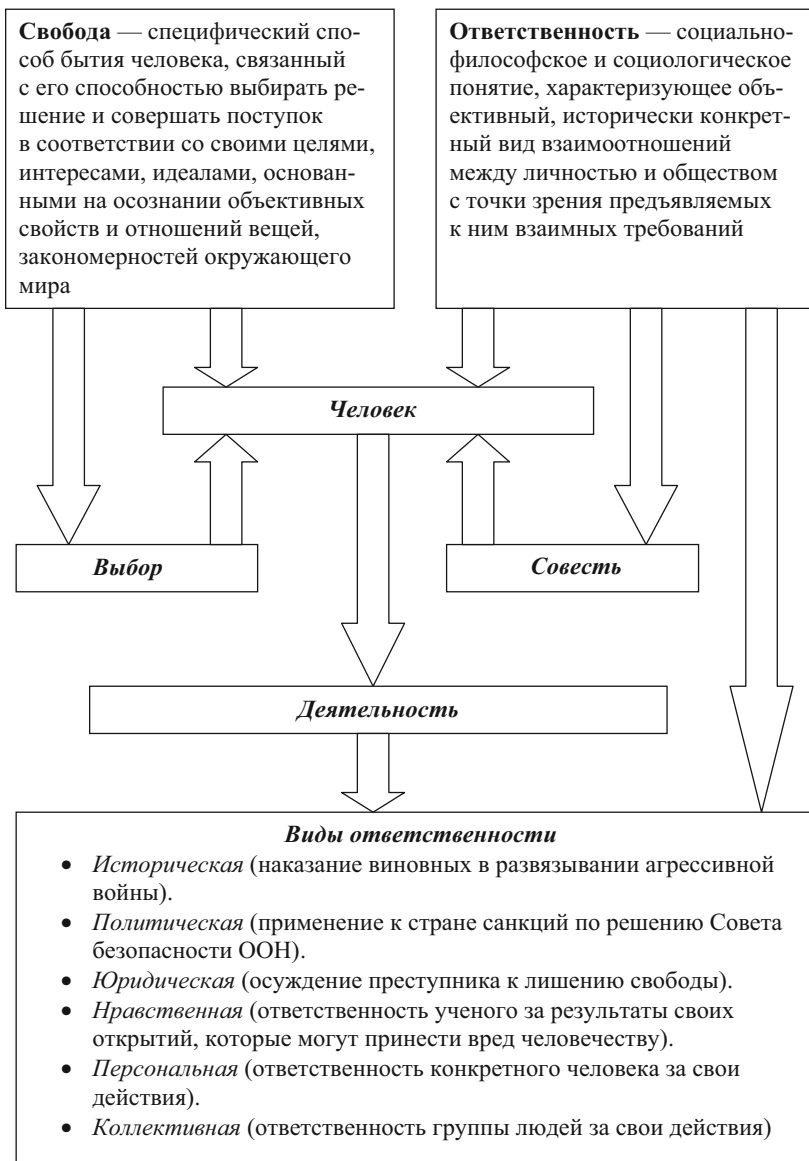 Свобода — специфический спо-
соб бытия человека, связанный
с его способностью выбирать ре-
шение и совершать поступок
в соответствии со своими целями,
интересами, идеалами, основан-
ными на осознании объективных
свойств и отношений вещей,
закономерностей окружающего
мира
Ответственность — социально-
философское и социологическое
понятие, характеризующее объ-
ективный, исторически конкрет-
ный вид взаимоотношений
между личностью и обществом
с точки зрения предъявляемых
к ним взаимных требований
Человек
Выбор
Совесть
Деятельность
Виды ответственности
• Историческая (наказание виновных в развязывании агрессивной
войны).
• Политическая (применение к стране санкций по решению Совета
безопасности ООН).
• Юридическая (осуждение преступника к лишению свободы).
• Нравственная (ответственность ученого за результаты своих
открытий, которые могут принести вред человечеству).
• Персональная (ответственность конкретного человека за свои
действия).
• Коллективная (ответственность группы людей за свои действия)